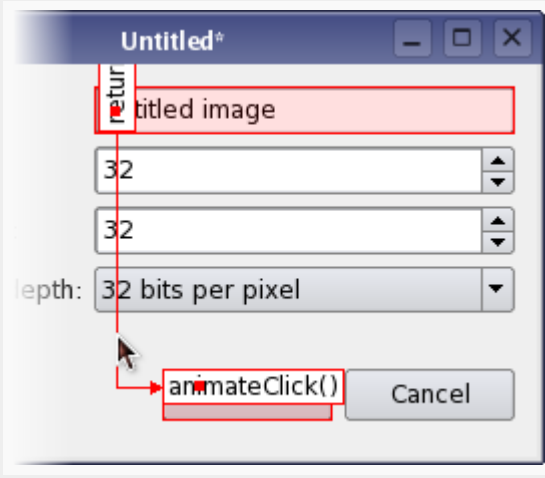 Untitled*
retur
titled image
32
32
epth: 32 bits per pixel
animateClick()
Cancel